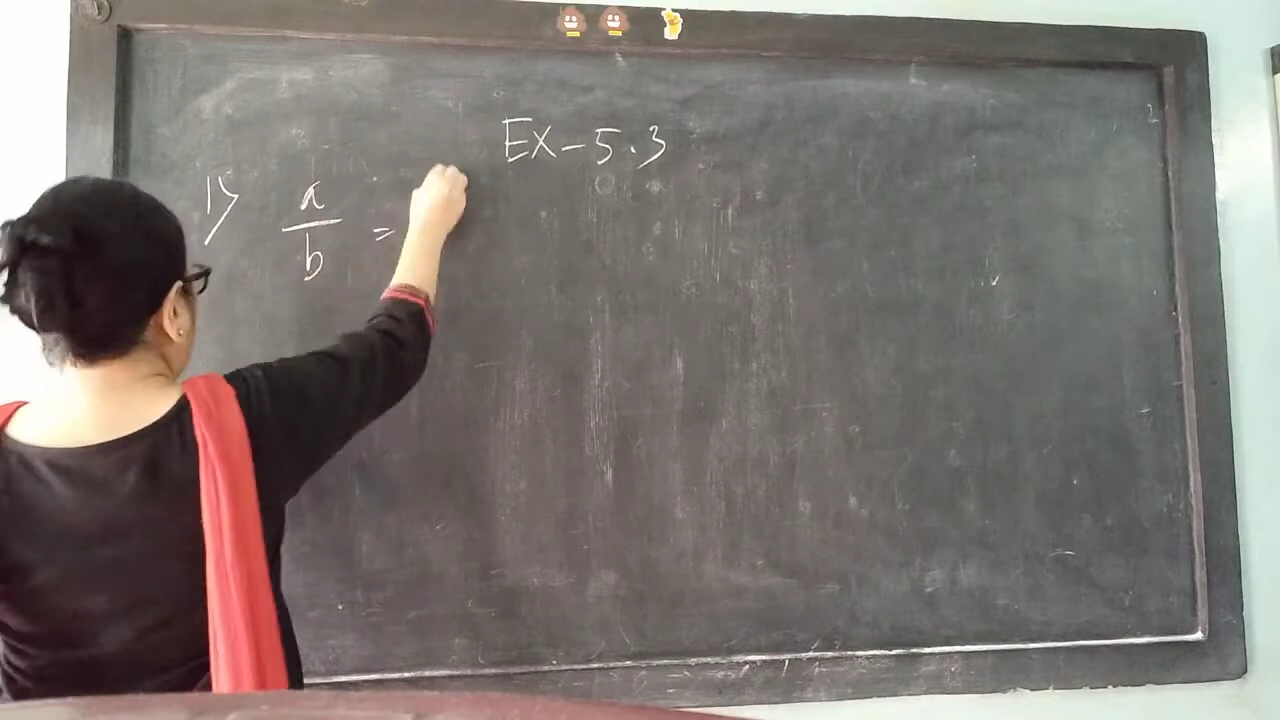 EX-5.3
1) a/b =